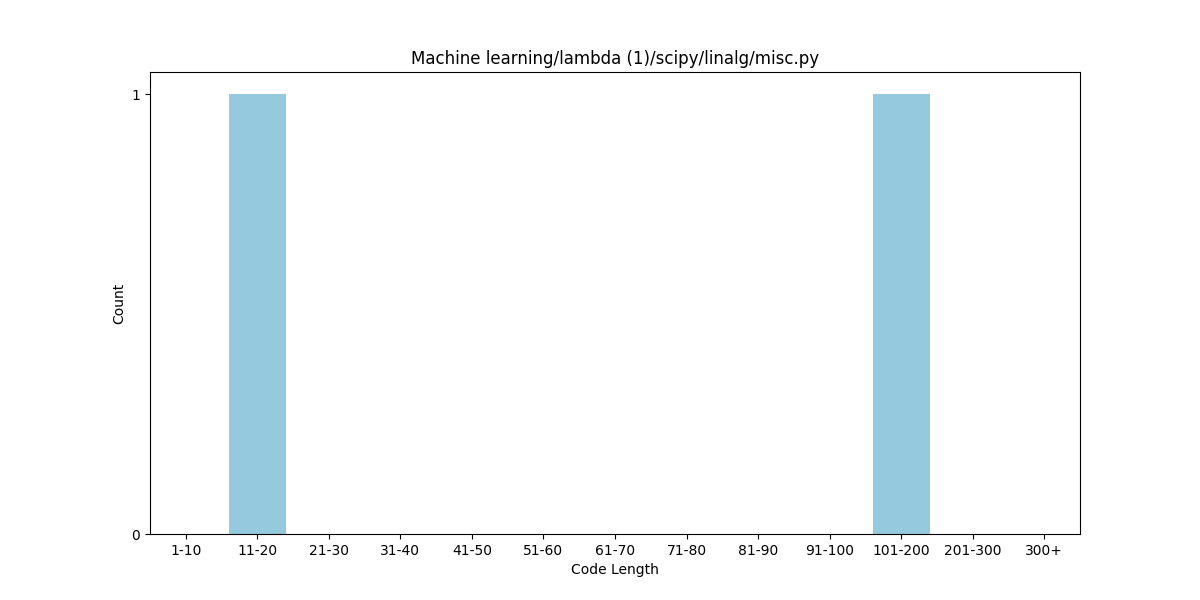 Machine learning/lambda (1)/scipy/linalg/misc.py
1
Count
0
1-10 11-20 21-30 31-40 41-50 51-60 61-70 71-80 81-90 91-100 101-200 201-300 300+
Code Length